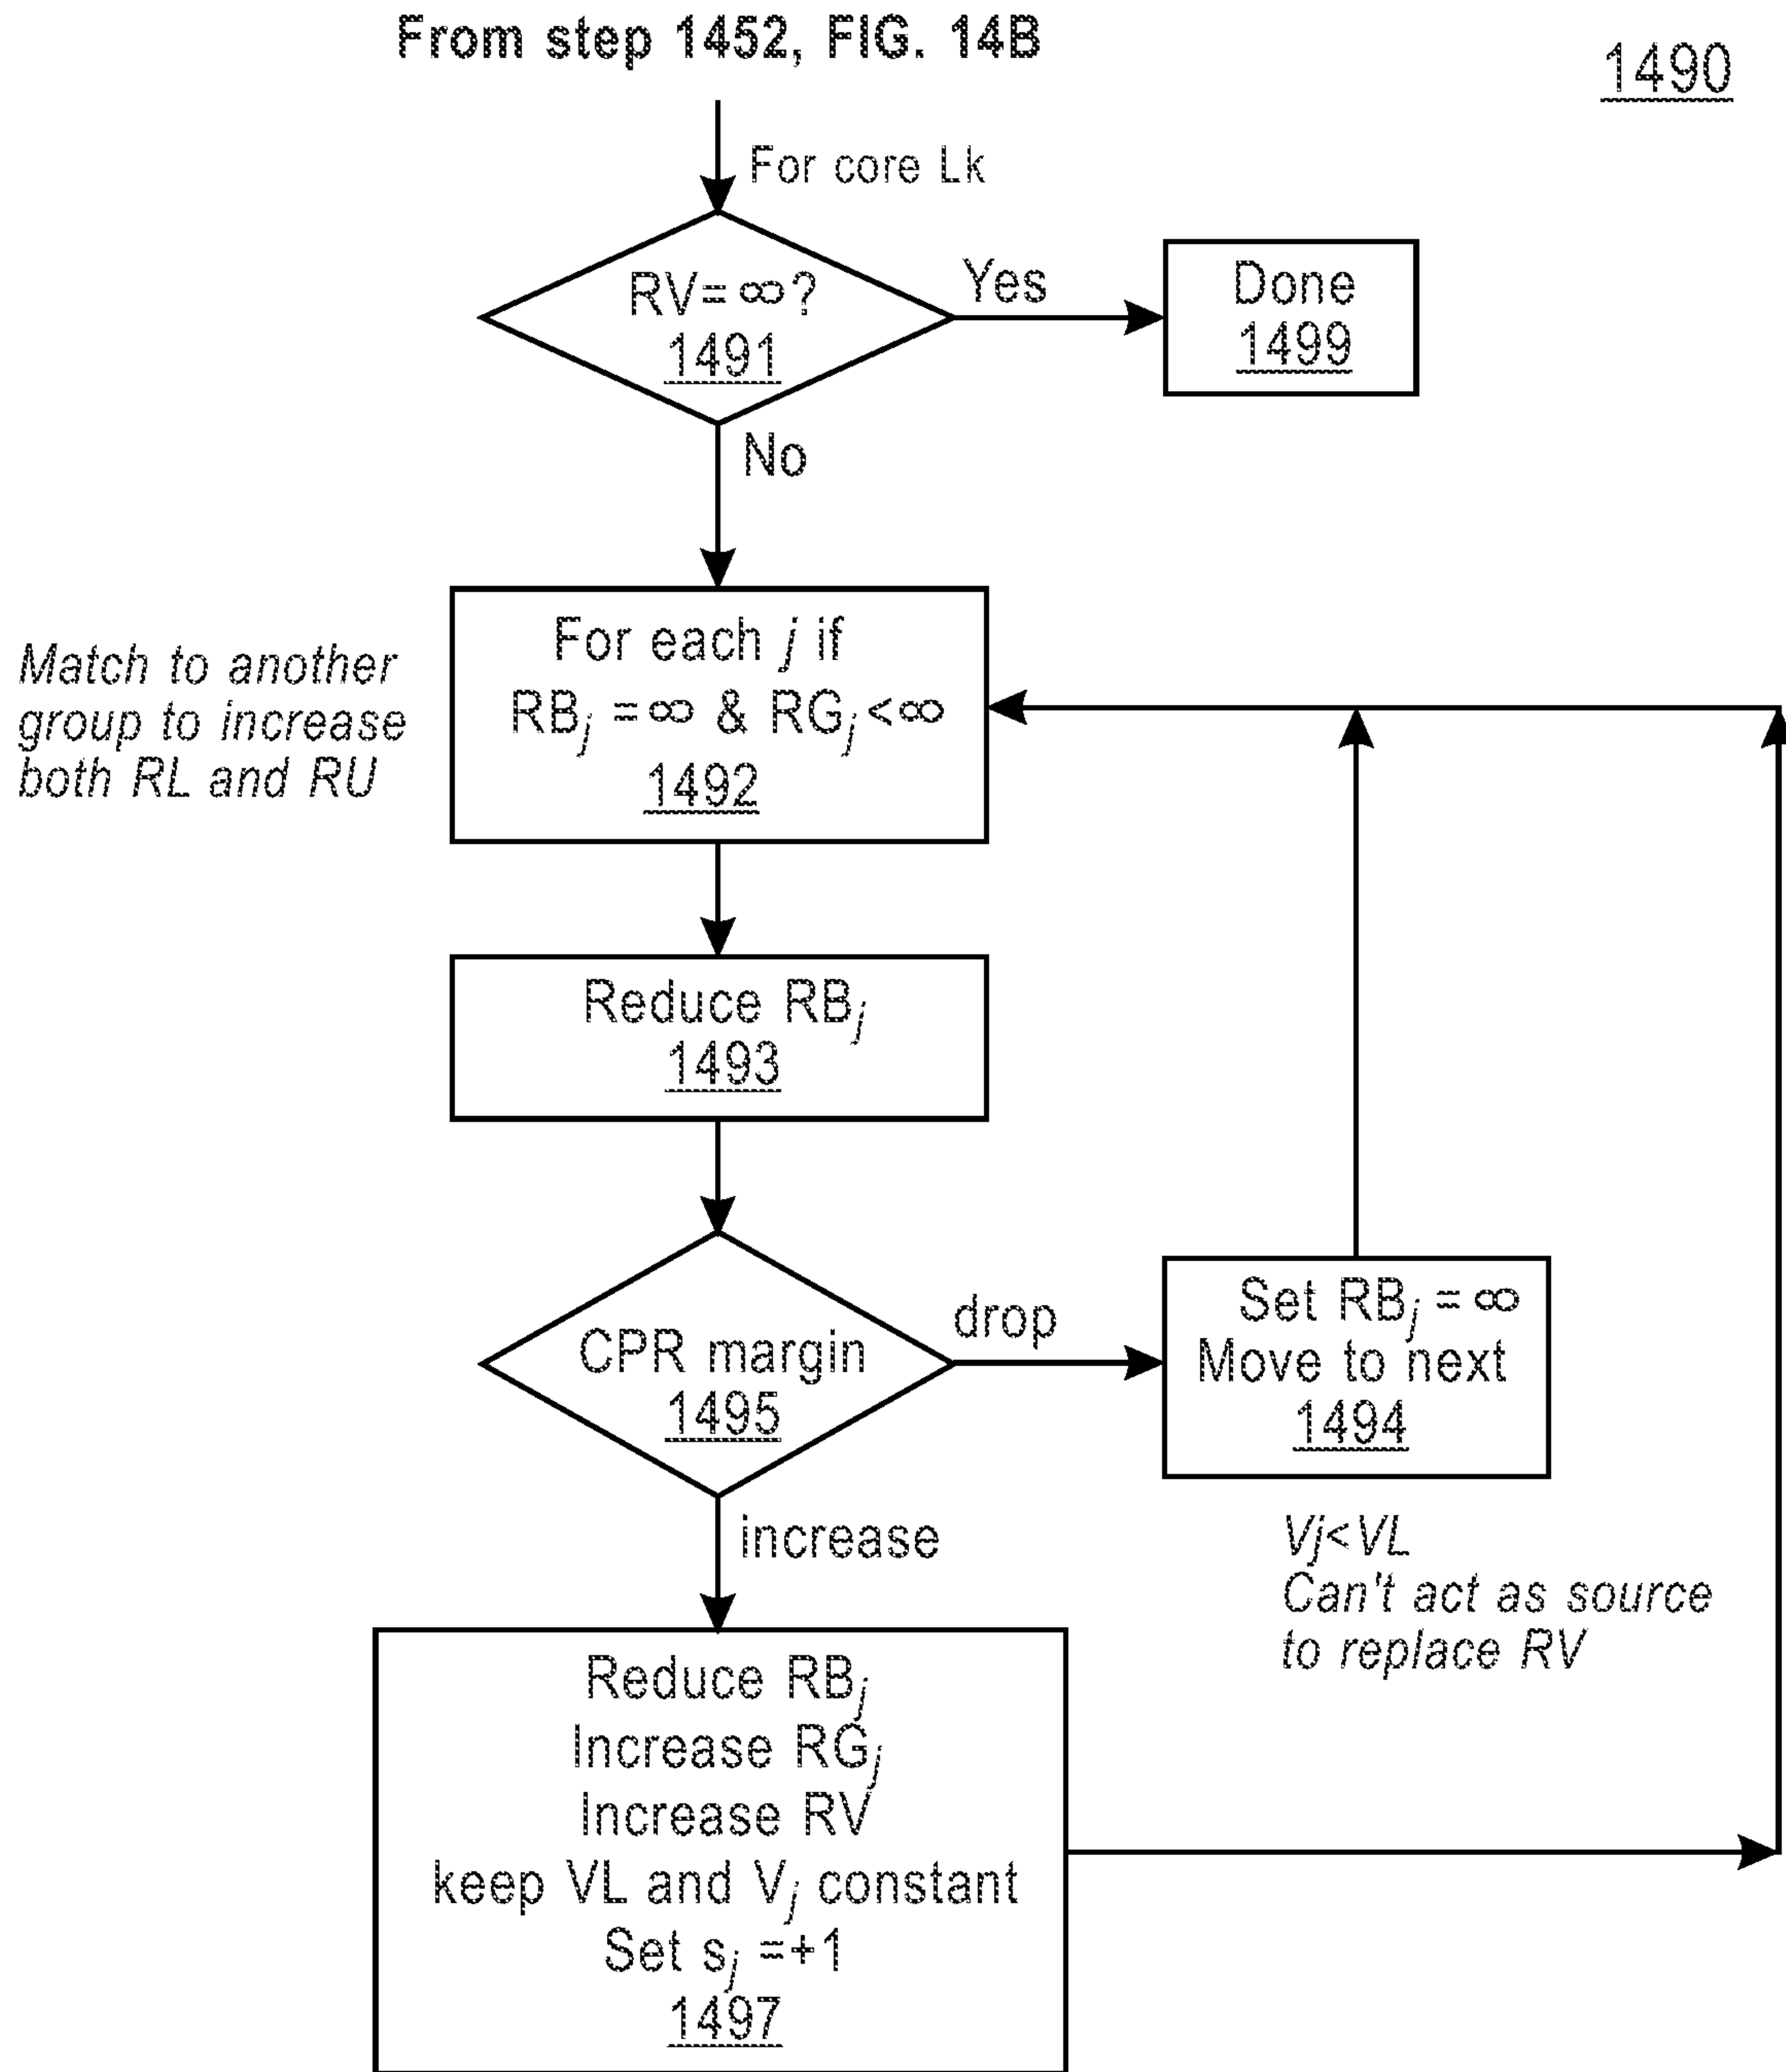 From step 1452, FIG. 14B
1490
For core Lk
RV=∞?
1491
Yes
Done
1499
No
Match to another
group to increase
both RL and RU
For each j if
RBj =∞ & RGj<∞
1492
Reduce RBj
1493
CPR margin
1495
drop
Set RBj =∞
Move to next
1494
increase
Vj<VL
Can't act as source
to replace RV
Reduce RBj
Increase RGj
Increase RV
keep VL and Vj constant
Set sj =+1
1497